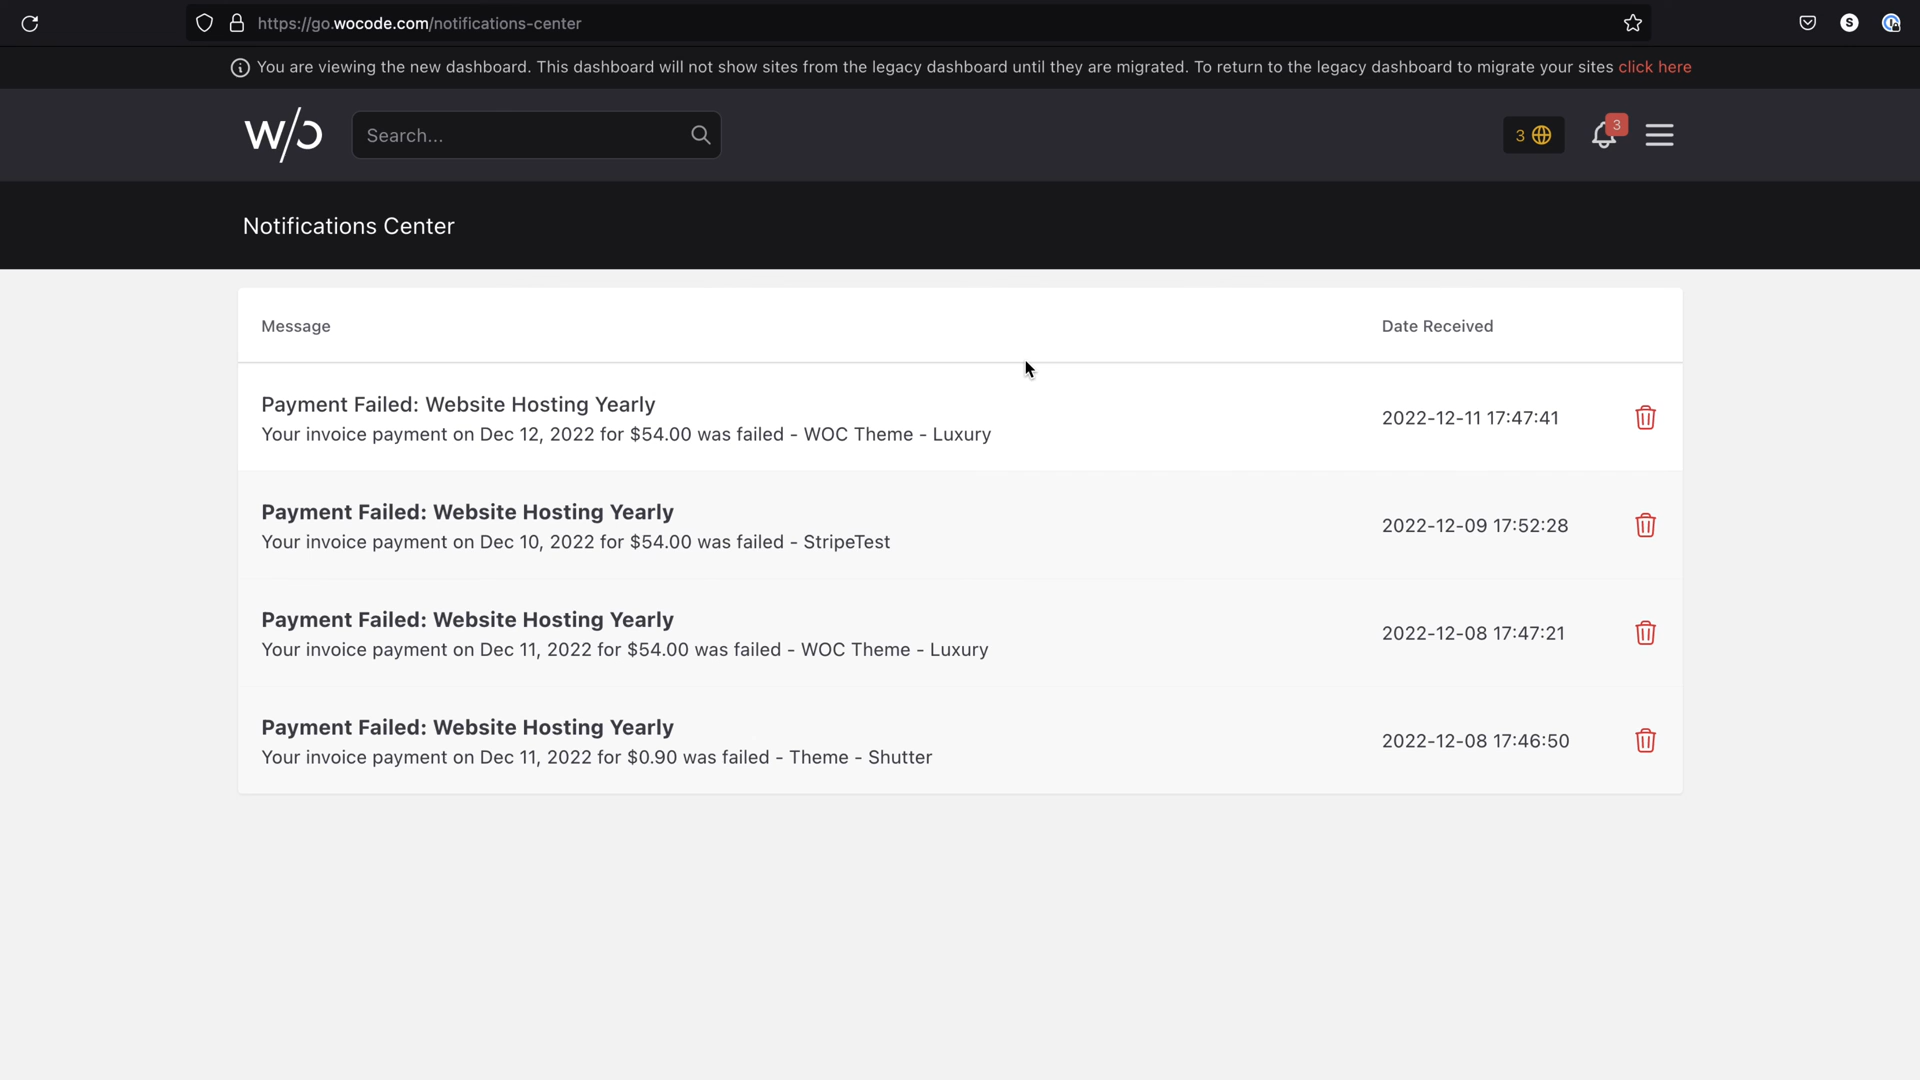 https://go.wocode.com/notifications-center
S
You are viewing the new dashboard. This dashboard will not show sites from the legacy dashboard until they are migrated. To return to the legacy dashboard to migrate your sites click here
W/O
Search...
3
3
Notifications Center
Message
Date Received
Payment Failed: Website Hosting Yearly
Your invoice payment on Dec 12, 2022 for $54.00 was failed - WOC Theme - Luxury
2022-12-11 17:47:41
Payment Failed: Website Hosting Yearly
Your invoice payment on Dec 10, 2022 for $54.00 was failed - StripeTest
2022-12-09 17:52:28
Payment Failed: Website Hosting Yearly
Your invoice payment on Dec 11, 2022 for $54.00 was failed - WOC Theme - Luxury
2022-12-08 17:47:21
Payment Failed: Website Hosting Yearly
Your invoice payment on Dec 11, 2022 for $0.90 was failed - Theme - Shutter
2022-12-08 17:46:50